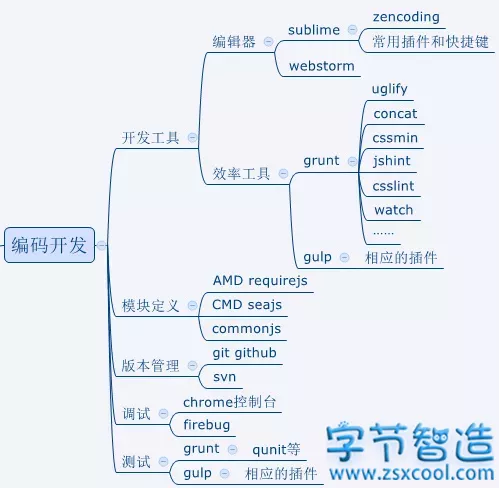 编码开发
开发工具
编辑器
sublime
zencoding
常用插件和快捷键
webstorm
效率工具
grunt
uglify
concat
cssmin
jshint
csslint
watch
……
gulp
相应的插件
模块定义
AMD requirejs
CMD seajs
commonjs
版本管理
git github
svn
调试
chrome控制台
firebug
测试
grunt
qunit等
gulp
相应的插件
字节智造
www.zsxcool.com